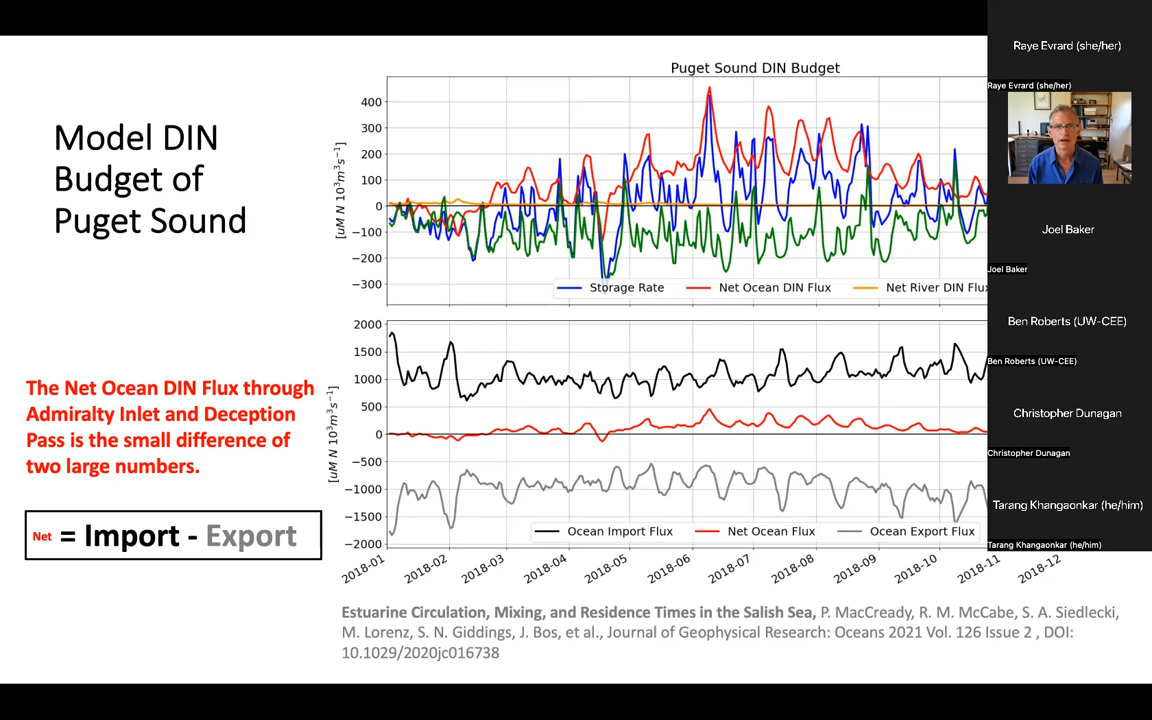 Model DIN
Budget of
Puget Sound
The Net Ocean DIN Flux through
Admiralty Inlet and Deception
Pass is the small difference of
two large numbers.
Net = Import - Export
Puget Sound DIN Budget
[uM N 10³m³s⁻¹]
400
300
200
100
0
−100
−200
−300
Storage Rate Net Ocean DIN Flux Net River DIN Flux
[uM N 10³m³s⁻¹]
2000
1500
1000
500
0
−500
−1000
−1500
−2000
Ocean Import Flux Net Ocean Flux Ocean Export Flux
2018-01 2018-02 2018-03 2018-04 2018-05 2018-06 2018-07 2018-08 2018-09 2018-10 2018-11 2018-12
Estuarine Circulation, Mixing, and Residence Times in the Salish Sea, P. MacCready, R. M. McCabe, S. A. Siedlecki,
M. Lorenz, S. N. Giddings, J. Bos, et al., Journal of Geophysical Research: Oceans 2021 Vol. 126 Issue 2 , DOI:
10.1029/2020jc016738
Raye Evrard (she/her)
Raye Evrard (she/her)
Joel Baker
Joel Baker
Ben Roberts (UW-CEE)
Ben Roberts (UW-CEE)
Christopher Dunagan
Christopher Dunagan
Tarang Khangaonkar (he/him)
Tarang Khangaonkar (he/him)